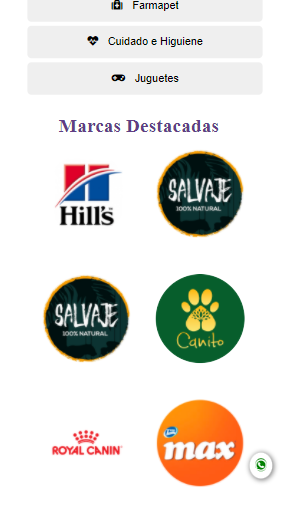 Farmapet
Cuidado e Higuiene
Juguetes
Marcas Destacadas
Hill's
SALVAJE
100% NATURAL
SALVAJE
100% NATURAL
Canito
ROYAL CANIN
max